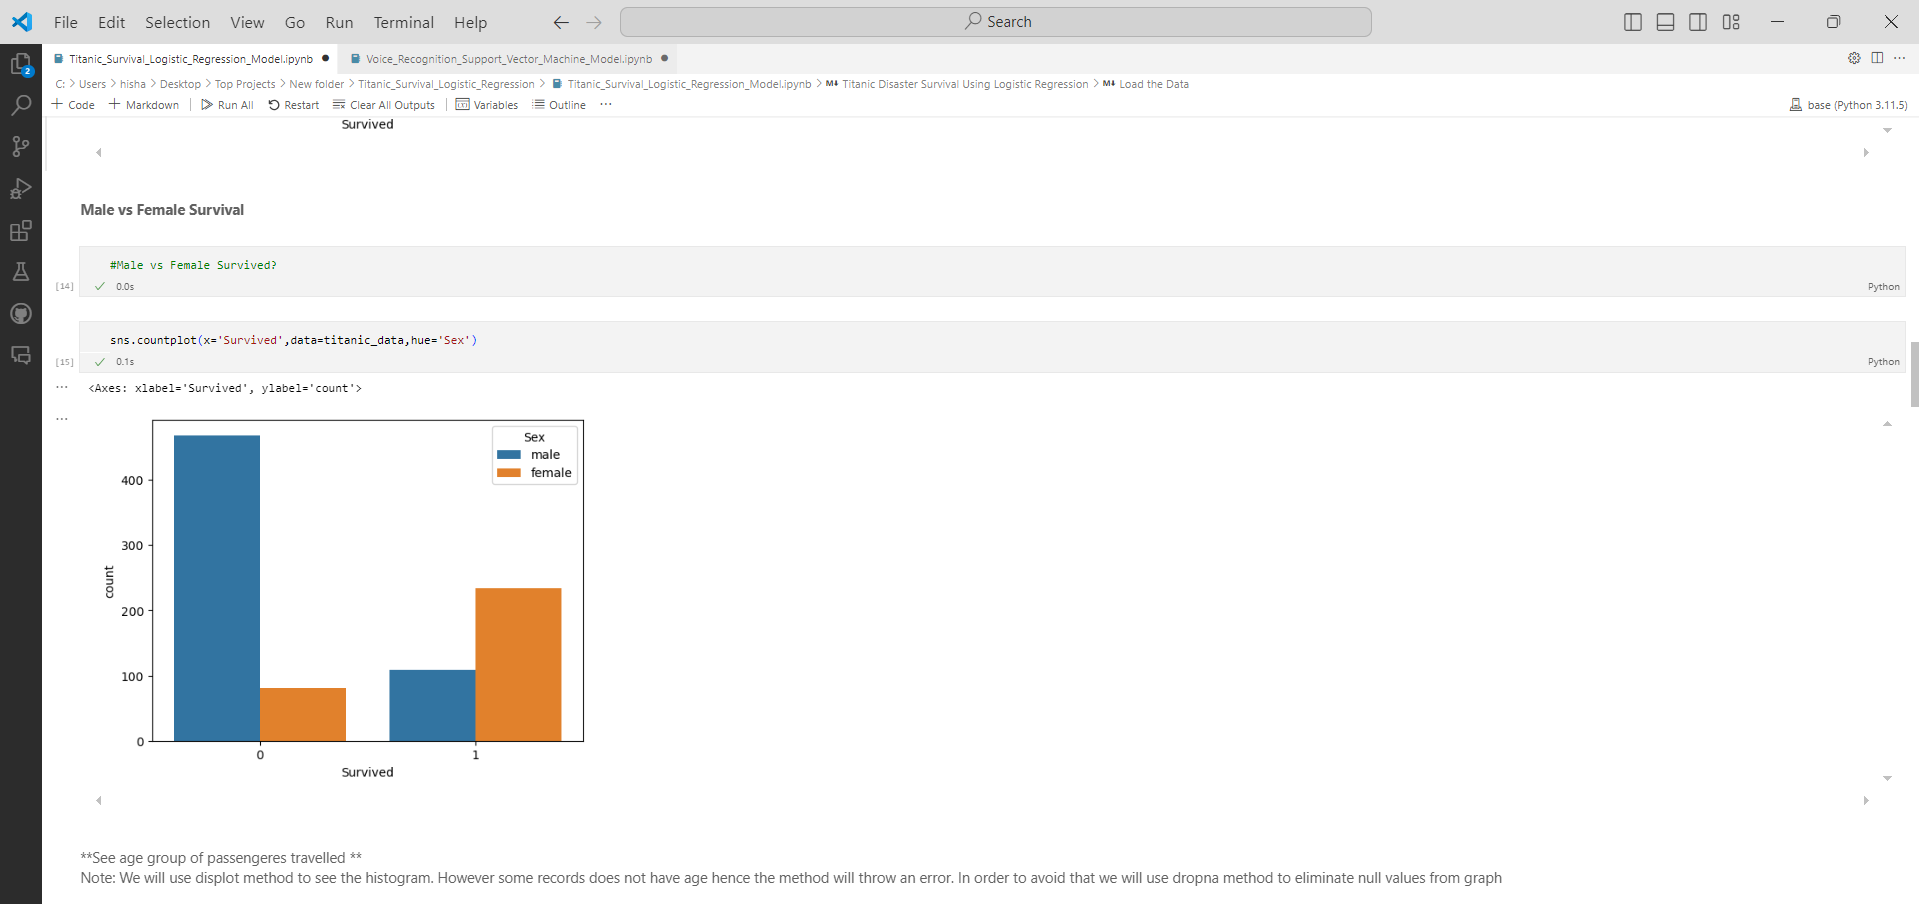 File Edit Selection View Go Run Terminal Help
Search
Titanic_Survival_Logistic_Regression_Model.ipynb
Voice_Recognition_Support_Vector_Machine_Model.ipynb
C: > Users > hisha > Desktop > Top Projects > New folder > Titanic_Survival_Logistic_Regression > Titanic_Survival_Logistic_Regression_Model.ipynb > M↓ Titanic Disaster Survival Using Logistic Regression > M↓ Load the Data
+ Code + Markdown | Run All Restart Clear All Outputs | Variables Outline ...
base (Python 3.11.5)
2
Survived
Male vs Female Survival
#Male vs Female Survived?
[14] ✓ 0.0s
Python
sns.countplot(x='Survived',data=titanic_data,hue='Sex')
[15] ✓ 0.1s
Python
... <Axes: xlabel='Survived', ylabel='count'>
...
Sex
male
female
400
300
200
100
0
count
0 1
Survived
**See age group of passengeres travelled **
Note: We will use displot method to see the histogram. However some records does not have age hence the method will throw an error. In order to avoid that we will use dropna method to eliminate null values from graph